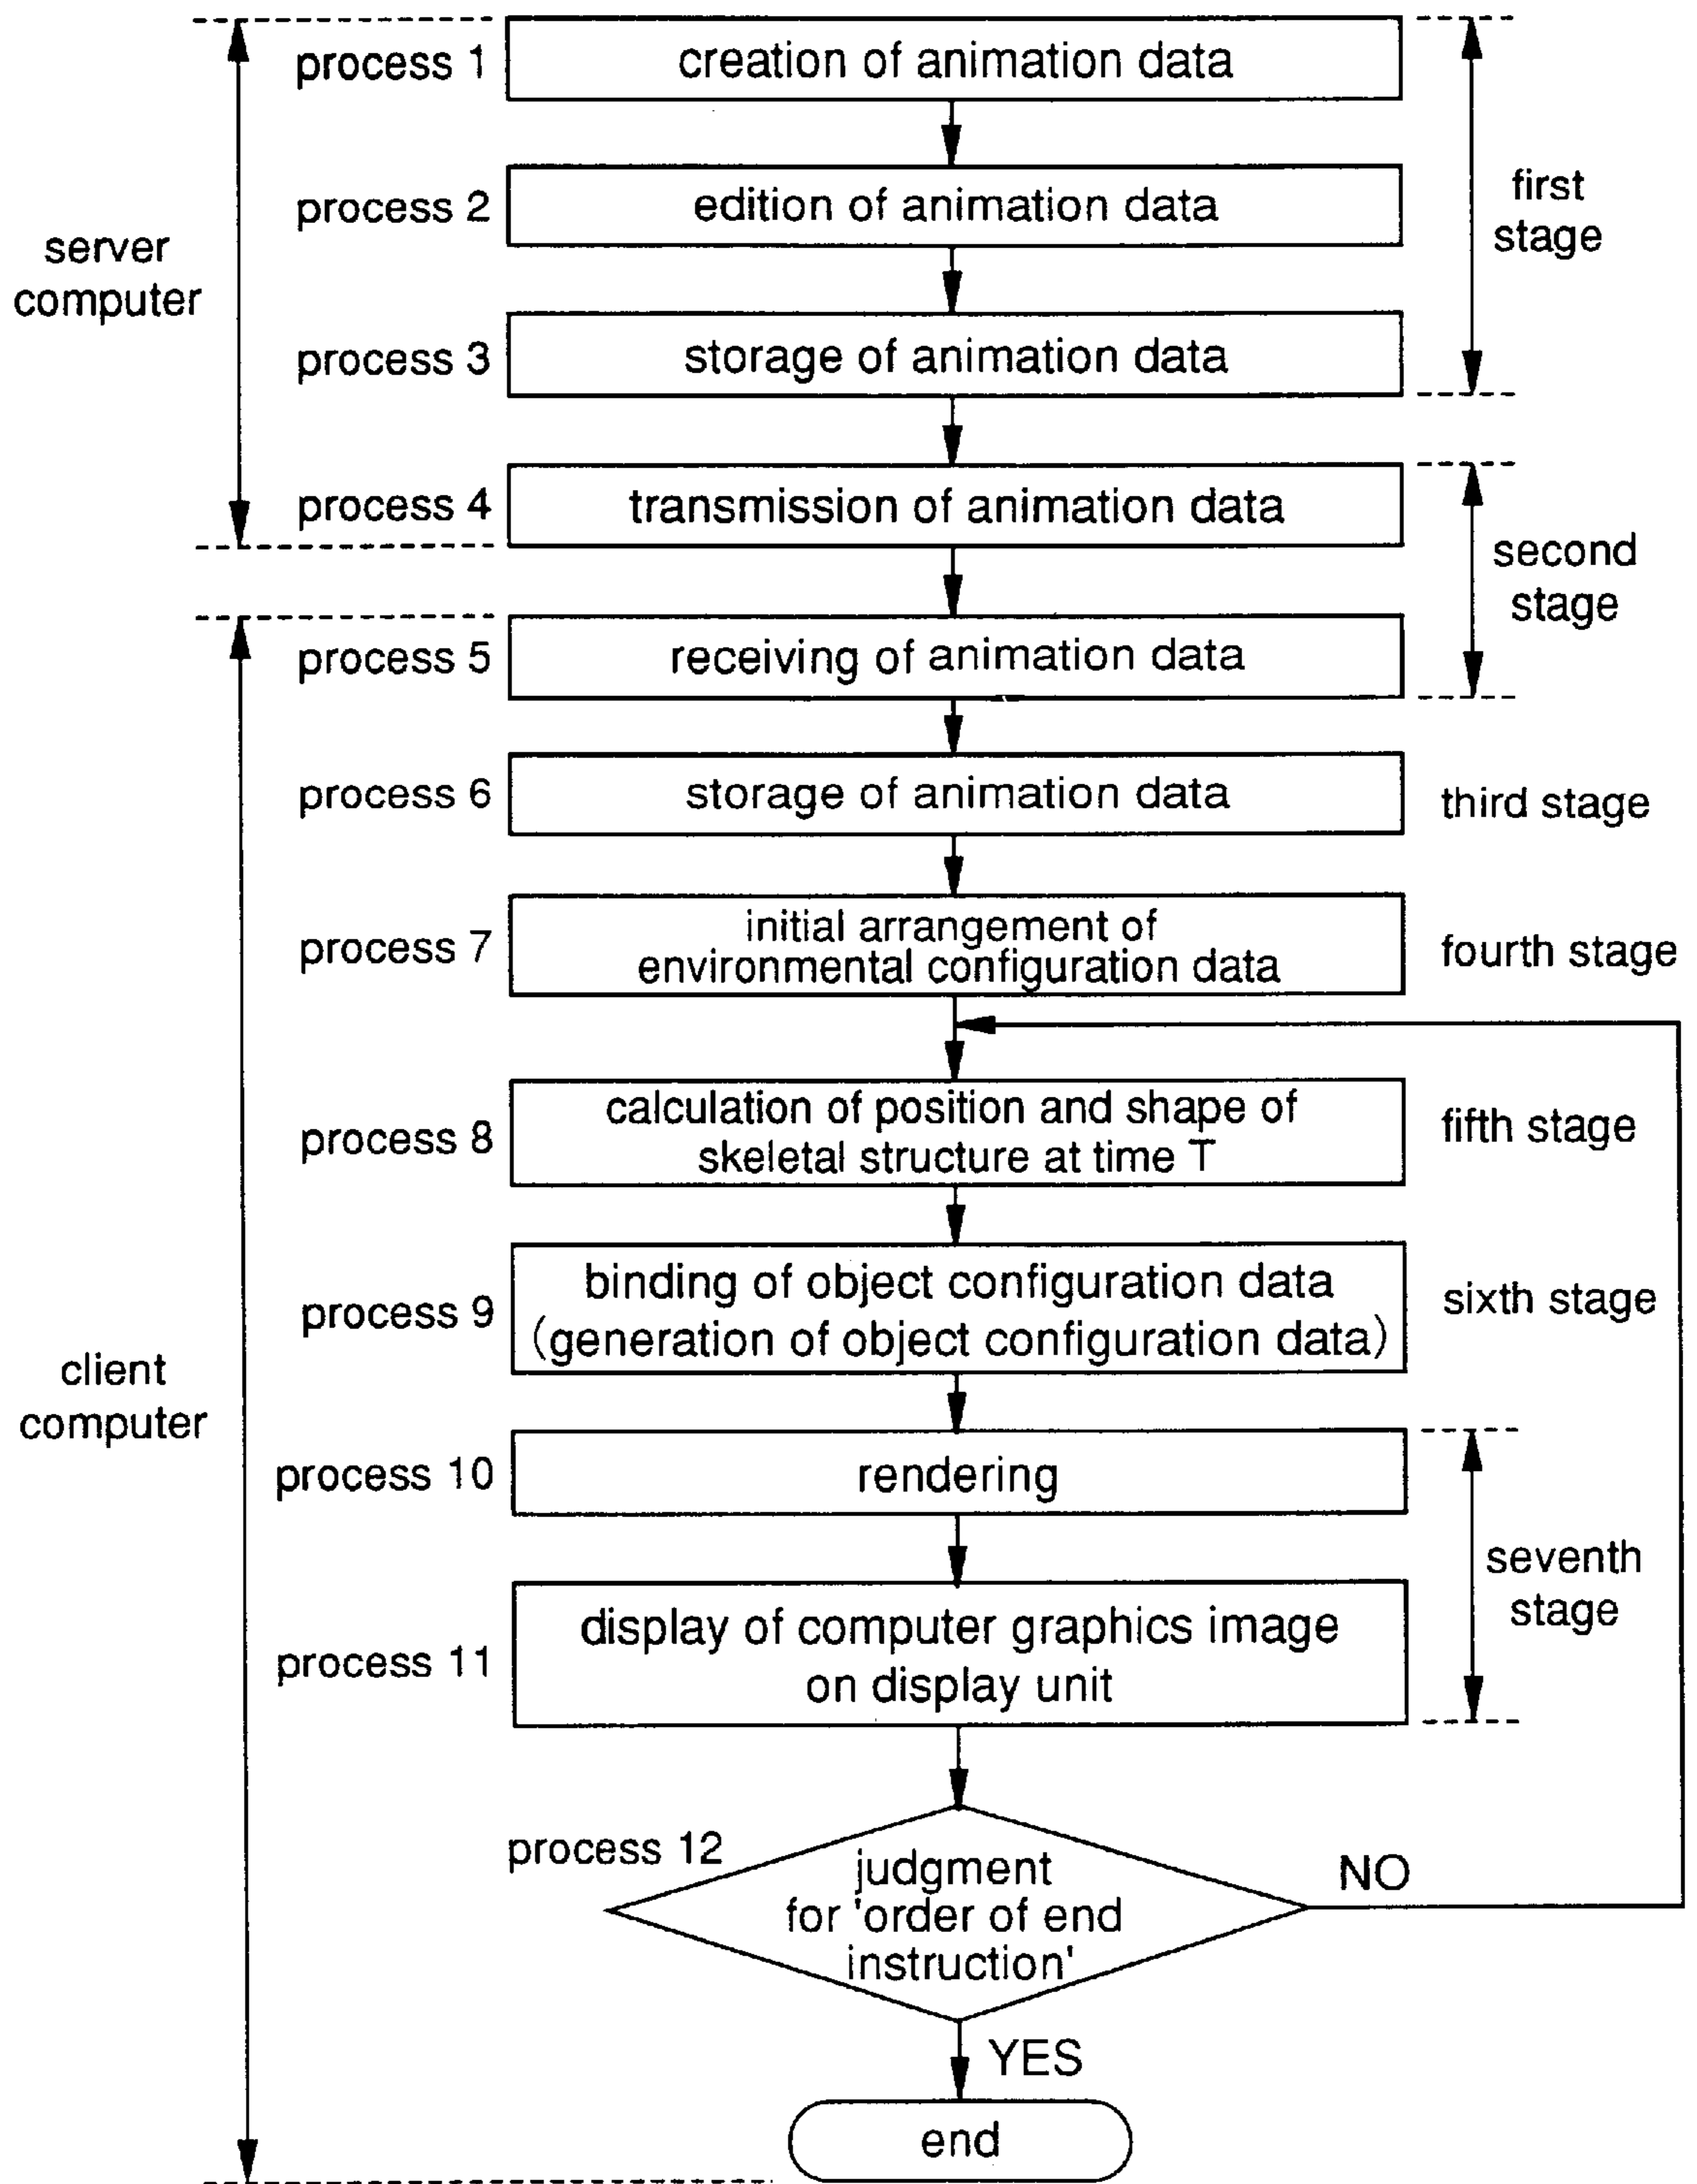 process 1
creation of animation data
process 2
edition of animation data
first
stage
server
computer
process 3
storage of animation data
process 4
transmission of animation data
second
stage
process 5
receiving of animation data
process 6
storage of animation data
third stage
process 7
initial arrangement of
environmental configuration data
fourth stage
process 8
calculation of position and shape of
skeletal structure at time T
fifth stage
process 9
binding of object configuration data
(generation of object configuration data)
sixth stage
client
computer
process 10
rendering
seventh
stage
process 11
display of computer graphics image
on display unit
process 12
judgment
for 'order of end
instruction'
NO
YES
end